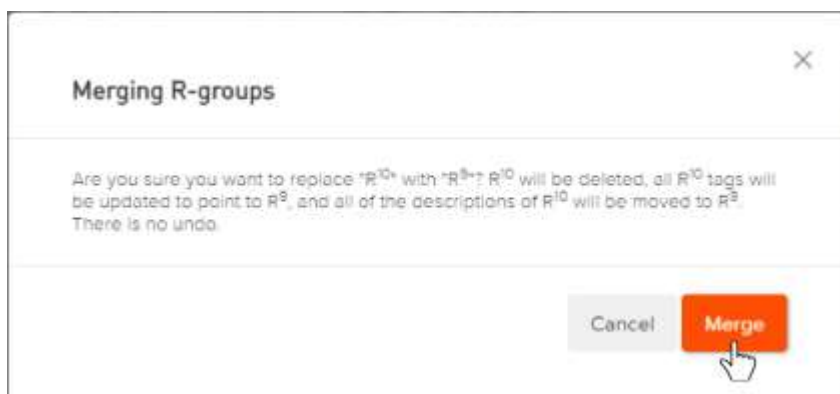 Merging R-groups
Are you sure you want to replace "R¹⁰" with "R⁹"? R¹⁰ will be deleted, all R¹⁰ tags will
be updated to point to R⁹, and all of the descriptions of R¹⁰ will be moved to R⁹.
There is no undo.
Cancel Merge